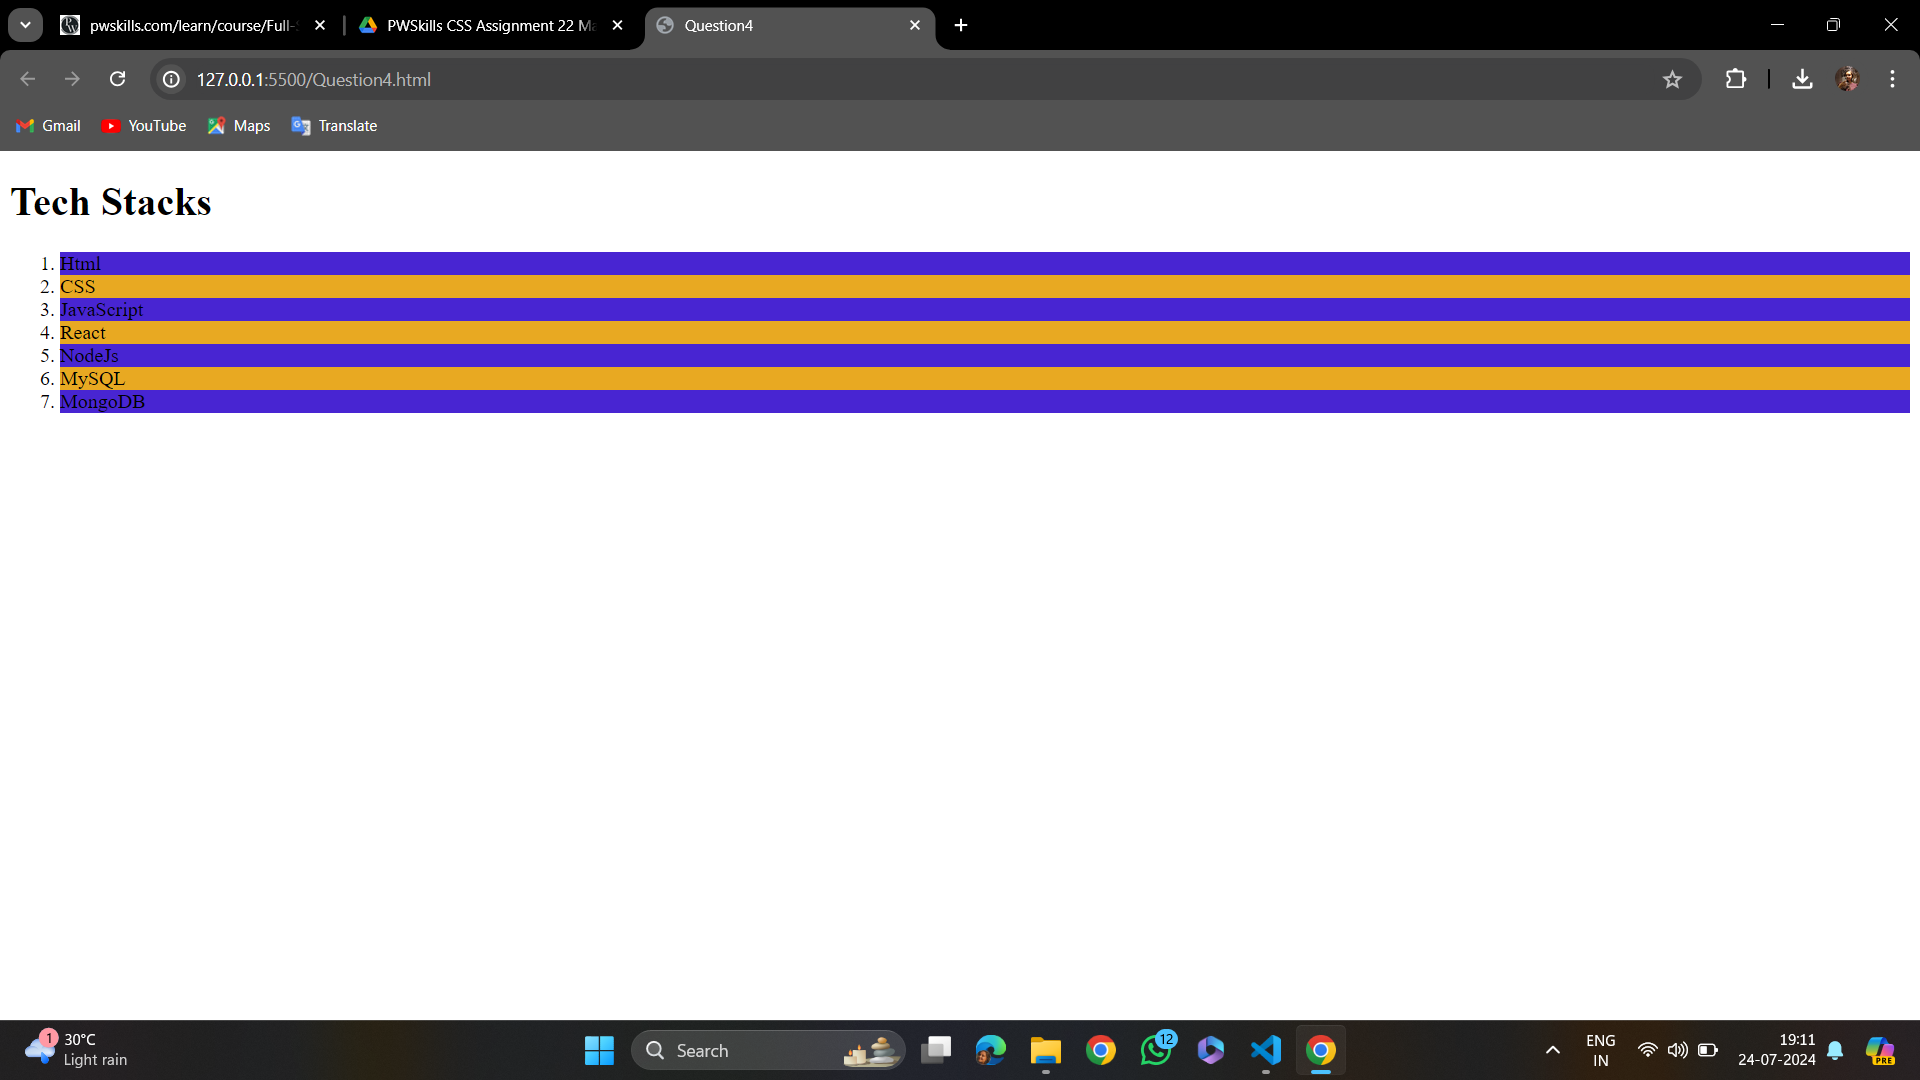 pwskills.com/learn/course/Full-
PWSkills CSS Assignment 22 Ma
Question4
127.0.0.1:5500/Question4.html
Gmail
YouTube
Maps
Translate
Tech Stacks
1. Html
2. CSS
3. JavaScript
4. React
5. NodeJs
6. MySQL
7. MongoDB
1
30°C
Light rain
Search
12
PRE
ENG
IN
19:11
24-07-2024